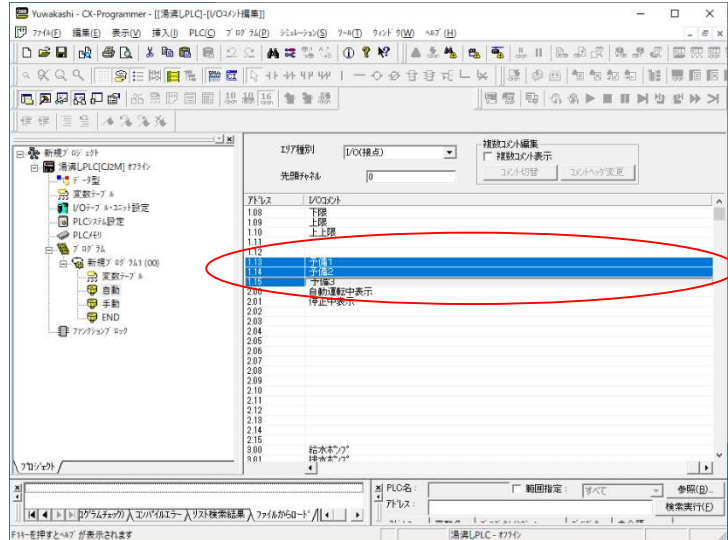 Yuwakashi - CX-Programmer - [[湯沸しPLC]-[I/Oコメント編集]]
ファイル(F) 編集(E) 表示(V) 挿入(I) PLC(C) プログラム(P) シミュレーション(S) ツール(T) ウィンドウ(W) ヘルプ(H)
新規プロジェクト
湯沸しPLC[CJ2M] オフライン
データ型
変数テーブル
I/Oテーブル・ユニット設定
PLCシステム設定
PLCメモリ
プログラム
新規プログラム1 (00)
変数テーブル
自動
手動
END
ファンクションブロック
プロジェクト
エリア種別 I/O(接点)
先頭チャネル 0
複数コメント編集
複数コメント表示
コメント切替 コメントヘッダ変更
アドレス I/Oコメント
1.08 下限
1.09 上限
1.10 上上限
1.11
1.12
1.13 予備1
1.14 予備2
1.15 予備3
2.00 自動運転中表示
2.01 停止中表示
2.02
2.03
2.04
2.05
2.06
2.07
2.08
2.09
2.10
2.11
2.12
2.13
2.14
2.15
3.00 給水ポンプ
3.01 排水ポンプ
プログラムチェック) コンパイルエラー リスト検索結果 ファイルからロード
PLC名: 範囲指定: すべて 参照(B)...
アドレス: 検索実行(F)
F1キーを押すとヘルプが表示されます
湯沸しPLC - オフライン